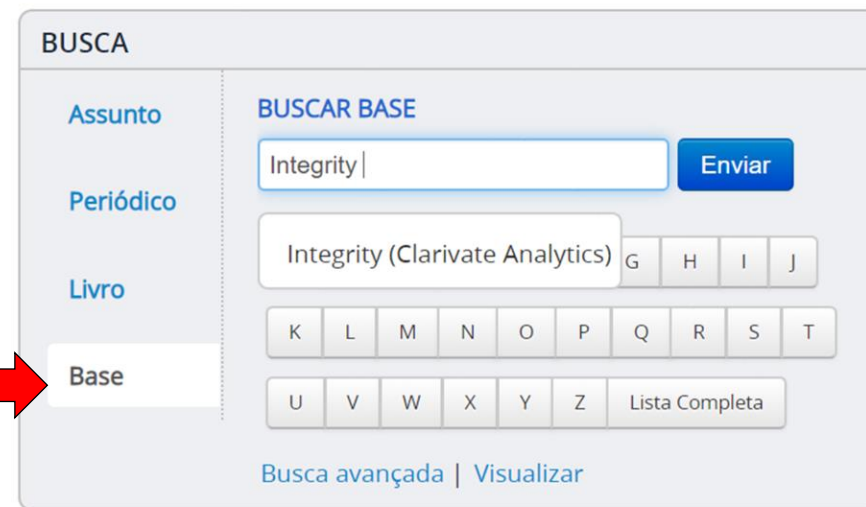 BUSCA
Assunto
Periódico
Livro
Base
BUSCAR BASE
Integrity
Enviar
Integrity (Clarivate Analytics)
G H I J
K L M N O P Q R S T
U V W X Y Z Lista Completa
Busca avançada | Visualizar